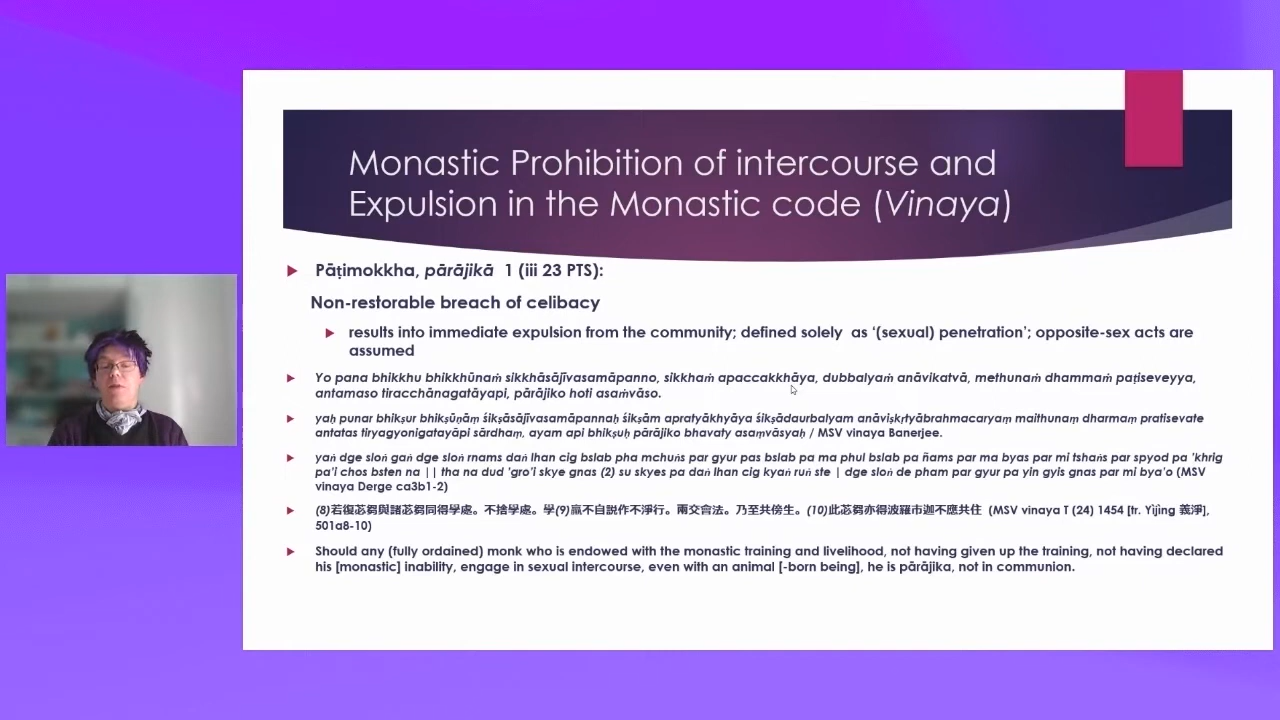 Monastic Prohibition of intercourse and
Expulsion in the Monastic code (Vinaya)
Pāṭimokkha, pārājikā 1 (iii 23 PTS):
Non-restorable breach of celibacy
results into immediate expulsion from the community; defined solely as ‘(sexual) penetration’; opposite-sex acts are
assumed
Yo pana bhikkhu bhikkhūnaṁ sikkhāsājīvasamāpanno, sikkhaṁ apaccakkhāya, dubbalyaṁ anāvikatvā, methunaṁ dhammaṁ paṭiseveyya,
antamaso tiracchānagatāyapi, pārājiko hoti asaṁvāso.
yaḥ punar bhikṣur bhikṣūṇāṃ śikṣāsājīvasamāpannaḥ śikṣām apratyākhyāya śikṣādaurbalyam anāviṣkṛtyābrahmacaryaṃ maithunaṃ dharmaṃ pratisevate
antatas tiryagyonigatayāpi sārdhaṃ, ayam api bhikṣuḥ pārājiko bhavaty asaṃvāsyaḥ / MSV vinaya Banerjee.
yaṅ dge sloṅ gaṅ dge sloṅ rnams daṅ lhan cig bslab pha mchuṅs par gyur pas bslab pa ma phul bslab pa ñams par ma byas par mi tshaṅs par spyod pa ’khrig
pa’i chos bsten na || tha na dud ’gro’i skye gnas (2) su skyes pa daṅ lhan cig kyaṅ ruṅ ste | dge sloṅ de pham par gyur pa yin gyis gnas par mi bya’o (MSV
vinaya Derge ca3b1-2)
(8)若復苾芻與諸苾芻同得學處。不捨學處。學(9)羸不自説作不淨行。兩交會法。乃至共傍生。(10)此苾芻亦得波羅市迦不應共住 (MSV vinaya T (24) 1454 [tr. Yìjìng 義淨],
501a8-10)
Should any (fully ordained) monk who is endowed with the monastic training and livelihood, not having given up the training, not having declared
his [monastic] inability, engage in sexual intercourse, even with an animal [-born being], he is pārājika, not in communion.